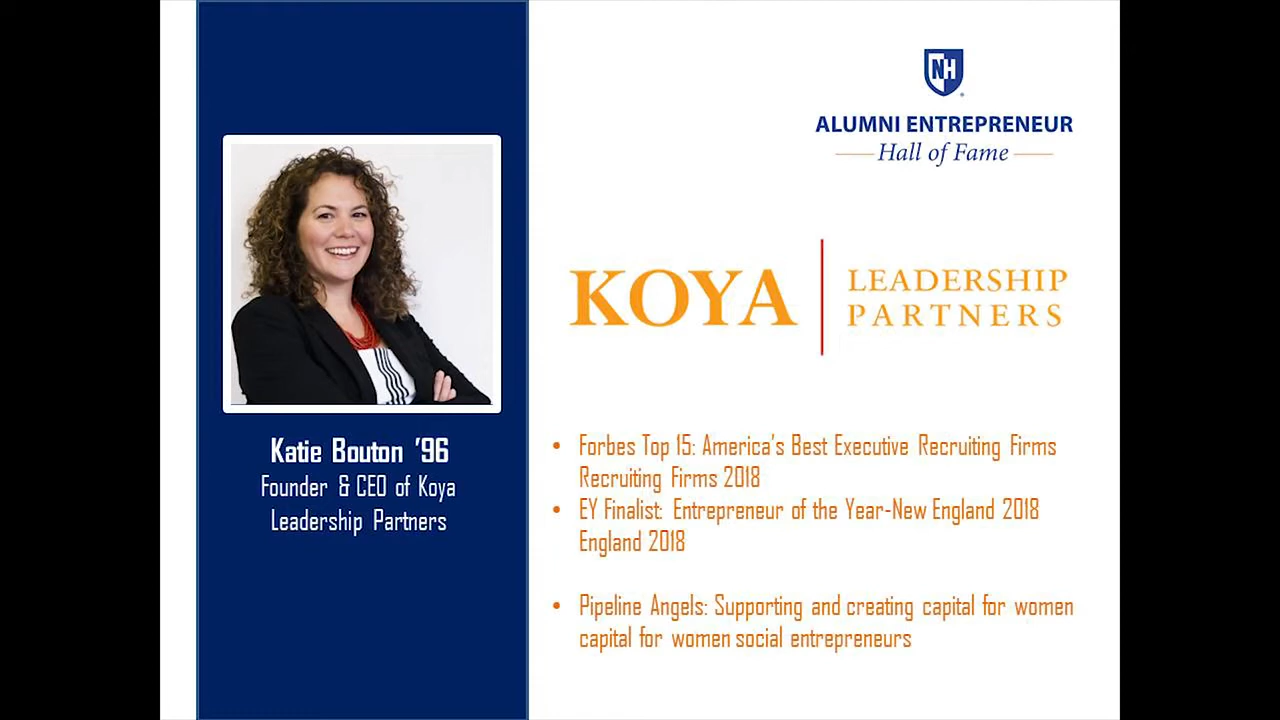 NH
ALUMNI ENTREPRENEUR
Hall of Fame
KOYA
LEADERSHIP
PARTNERS
Katie Bouton '96
Founder & CEO of Koya
Leadership Partners
• Forbes Top 15: America's Best Executive Recruiting Firms
Recruiting Firms 2018
• EY Finalist: Entrepreneur of the Year-New England 2018
England 2018
• Pipeline Angels: Supporting and creating capital for women
capital for women social entrepreneurs